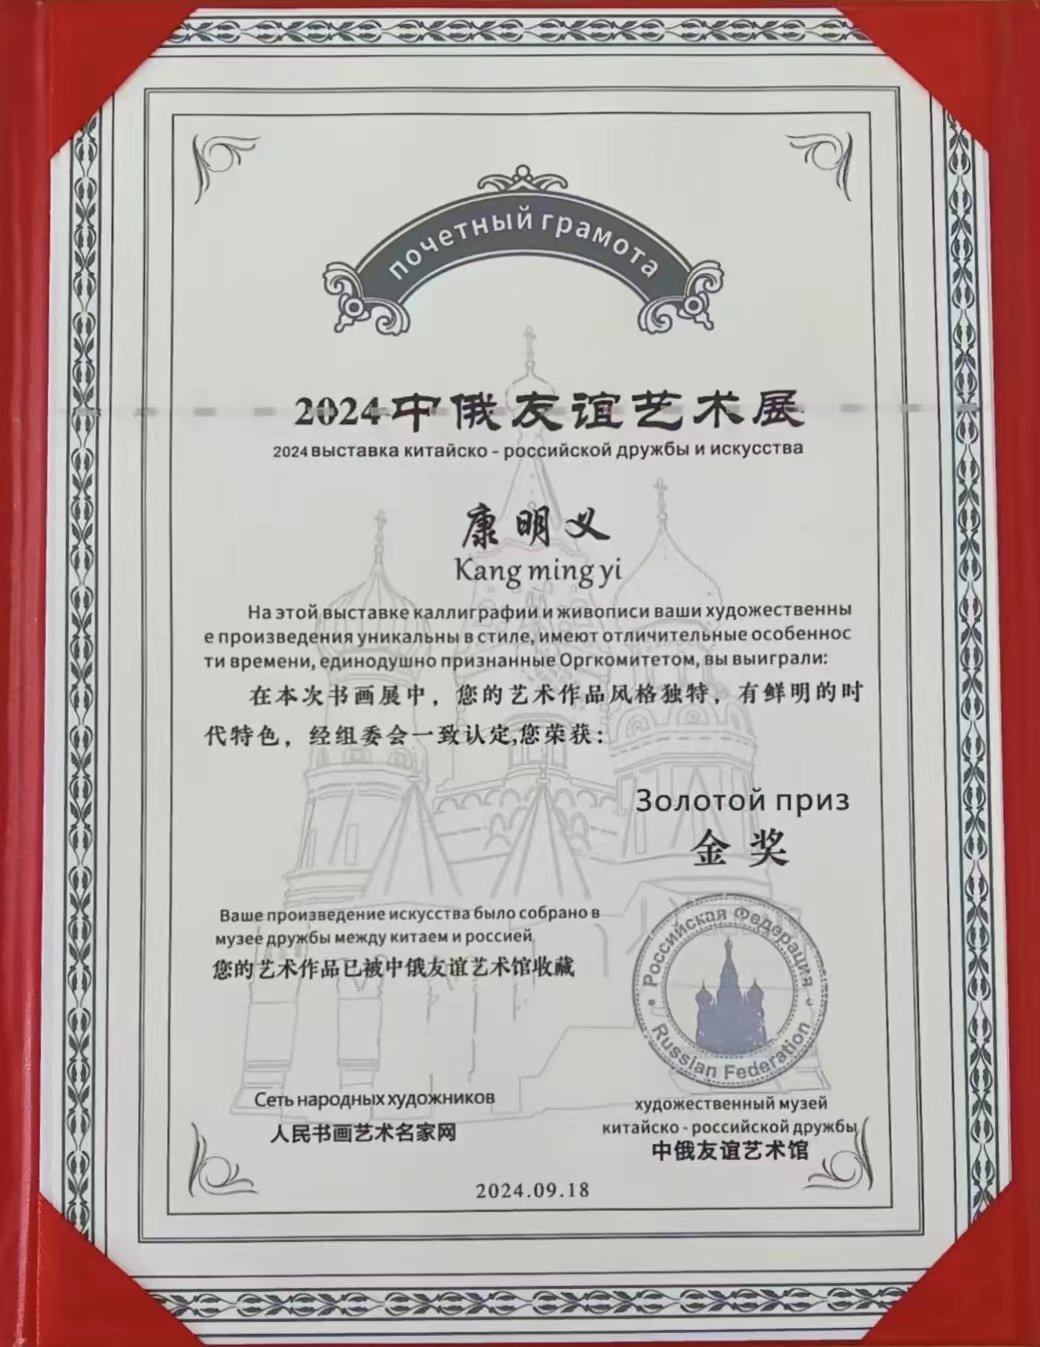 почетный грамота
2024中俄友谊艺术展
2024 выставка китайско - российской дружбы и искусства
康明义
Kang ming yi
На этой выставке каллиграфии и живописи ваши художественны
е произведения уникальны в стиле, имеют отличительные особеннос
ти времени, единодушно признанные Оргкомитетом, вы выиграли:
在本次书画展中，您的艺术作品风格独特，有鲜明的时
代特色，经组委会一致认定,您荣获：
Золотой приз
金奖
Ваше произведение искусства было собрано в
музее дружбы между китаем и россией
您的艺术作品已被中俄友谊艺术馆收藏
Российская Федерация
Russian Federation
Сеть народных художников
人民书画艺术名家网
художественный музей
китайско - российской дружбы
中俄友谊艺术馆
2024.09.18